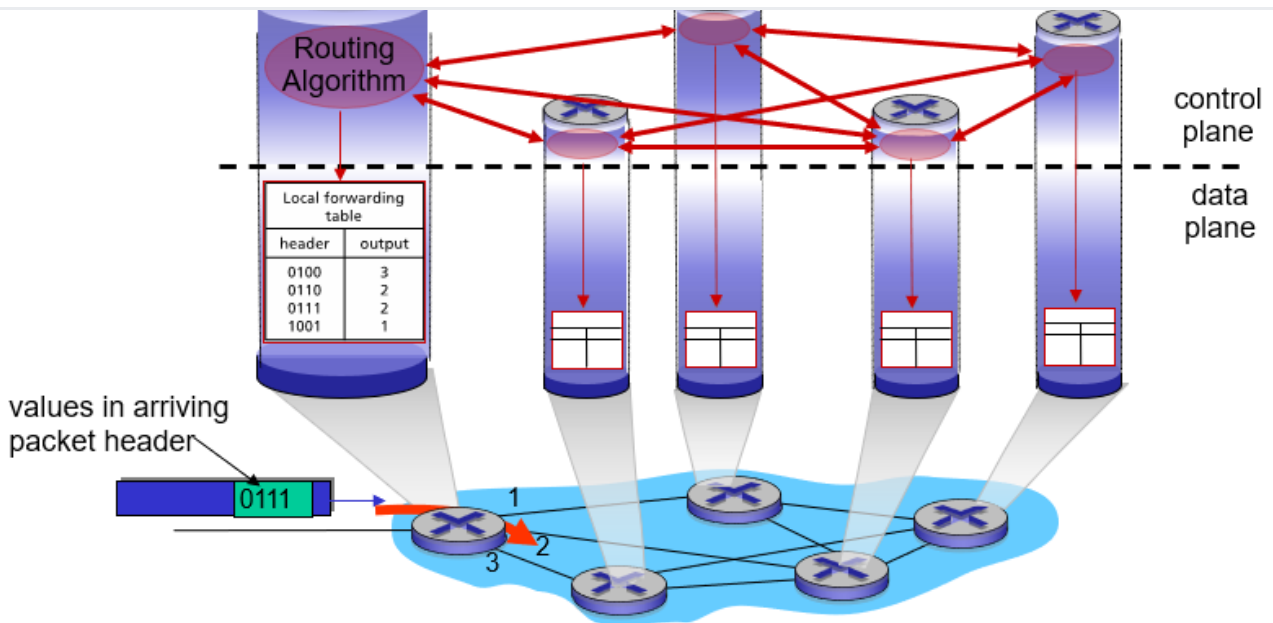 Routing
Algorithm
control
plane
data
plane
Local forwarding
table
header output
0100 3
0110 2
0111 2
1001 1
values in arriving
packet header
0111
1
2
3